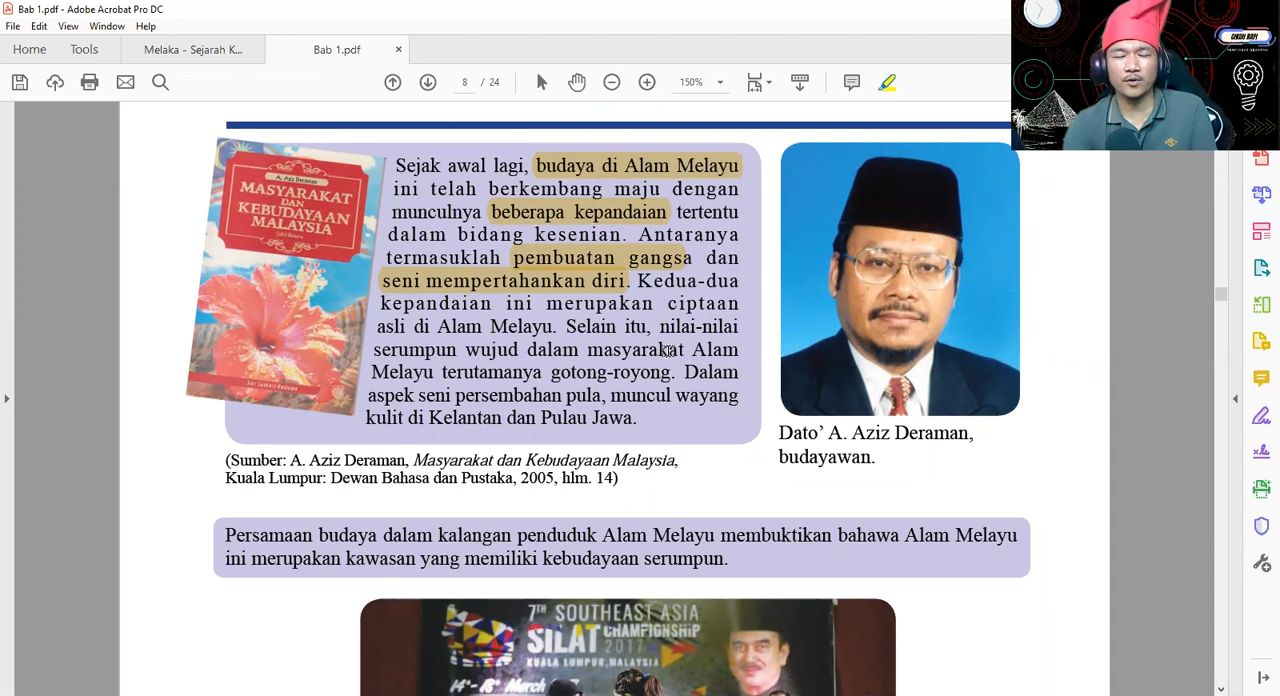 Bab 1.pdf - Adobe Acrobat Pro DC
File Edit View Window Help
Home Tools Melaka - Sejarah K... Bab 1.pdf ×
8 / 24 150%
A. Aziz Deraman
MASYARAKAT
DAN
KEBUDAYAAN
MALAYSIA
Sejak awal lagi, budaya di Alam Melayu
ini telah berkembang maju dengan
munculnya beberapa kepandaian tertentu
dalam bidang kesenian. Antaranya
termasuklah pembuatan gangsa dan
seni mempertahankan diri. Kedua-dua
kepandaian ini merupakan ciptaan
asli di Alam Melayu. Selain itu, nilai-nilai
serumpun wujud dalam masyarakat Alam
Melayu terutamanya gotong-royong. Dalam
aspek seni persembahan pula, muncul wayang
kulit di Kelantan dan Pulau Jawa.
Dato’ A. Aziz Deraman,
budayawan.
(Sumber: A. Aziz Deraman, Masyarakat dan Kebudayaan Malaysia,
Kuala Lumpur: Dewan Bahasa dan Pustaka, 2005, hlm. 14)
Persamaan budaya dalam kalangan penduduk Alam Melayu membuktikan bahawa Alam Melayu
ini merupakan kawasan yang memiliki kebudayaan serumpun.
7TH SOUTHEAST ASIA
SILAT CHAMPIONSHIP
2017
KUALA LUMPUR, MALAYSIA